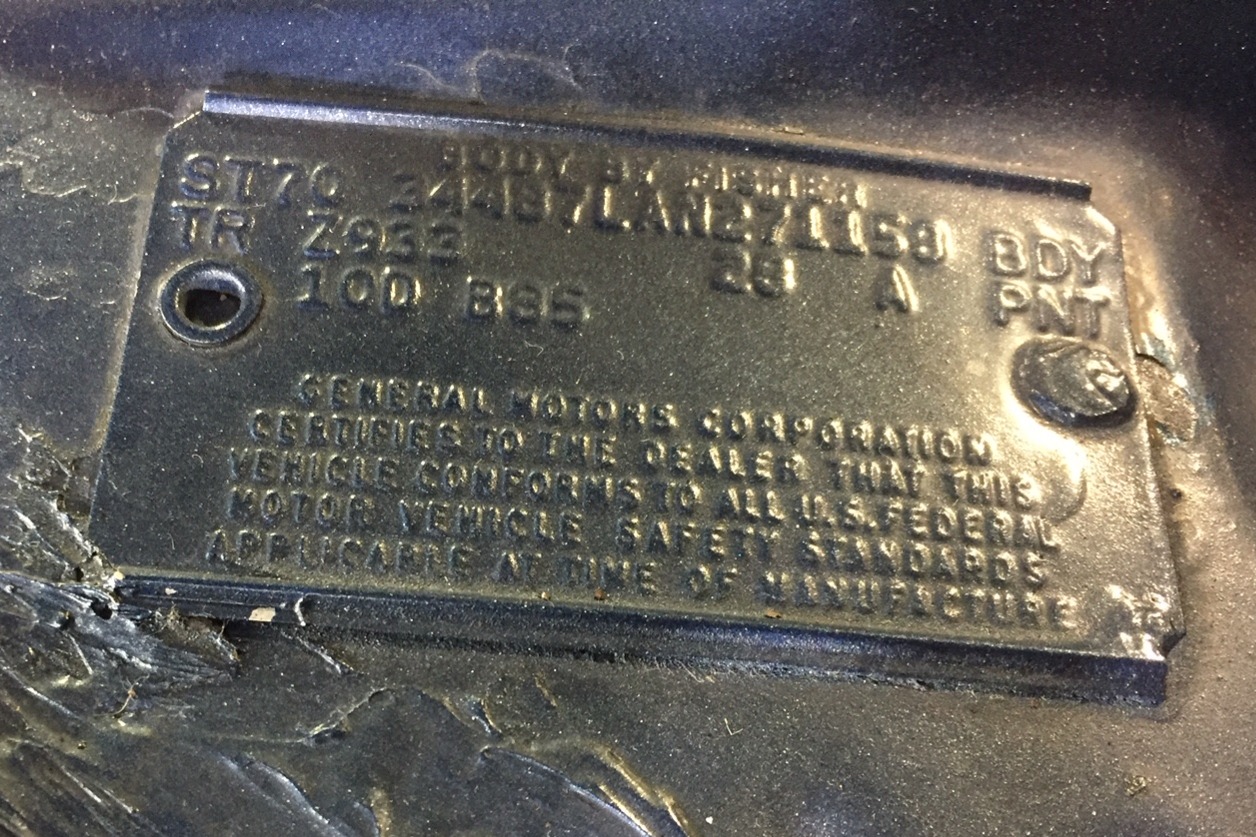 BODY BY FISHER
ST70 34487LAN271159 BDY
TR Z933 28 A PNT
10D B85
GENERAL MOTORS CORPORATION
CERTIFIES TO THE DEALER THAT THIS
VEHICLE CONFORMS TO ALL U.S. FEDERAL
MOTOR VEHICLE SAFETY STANDARDS
APPLICABLE AT TIME OF MANUFACTURE